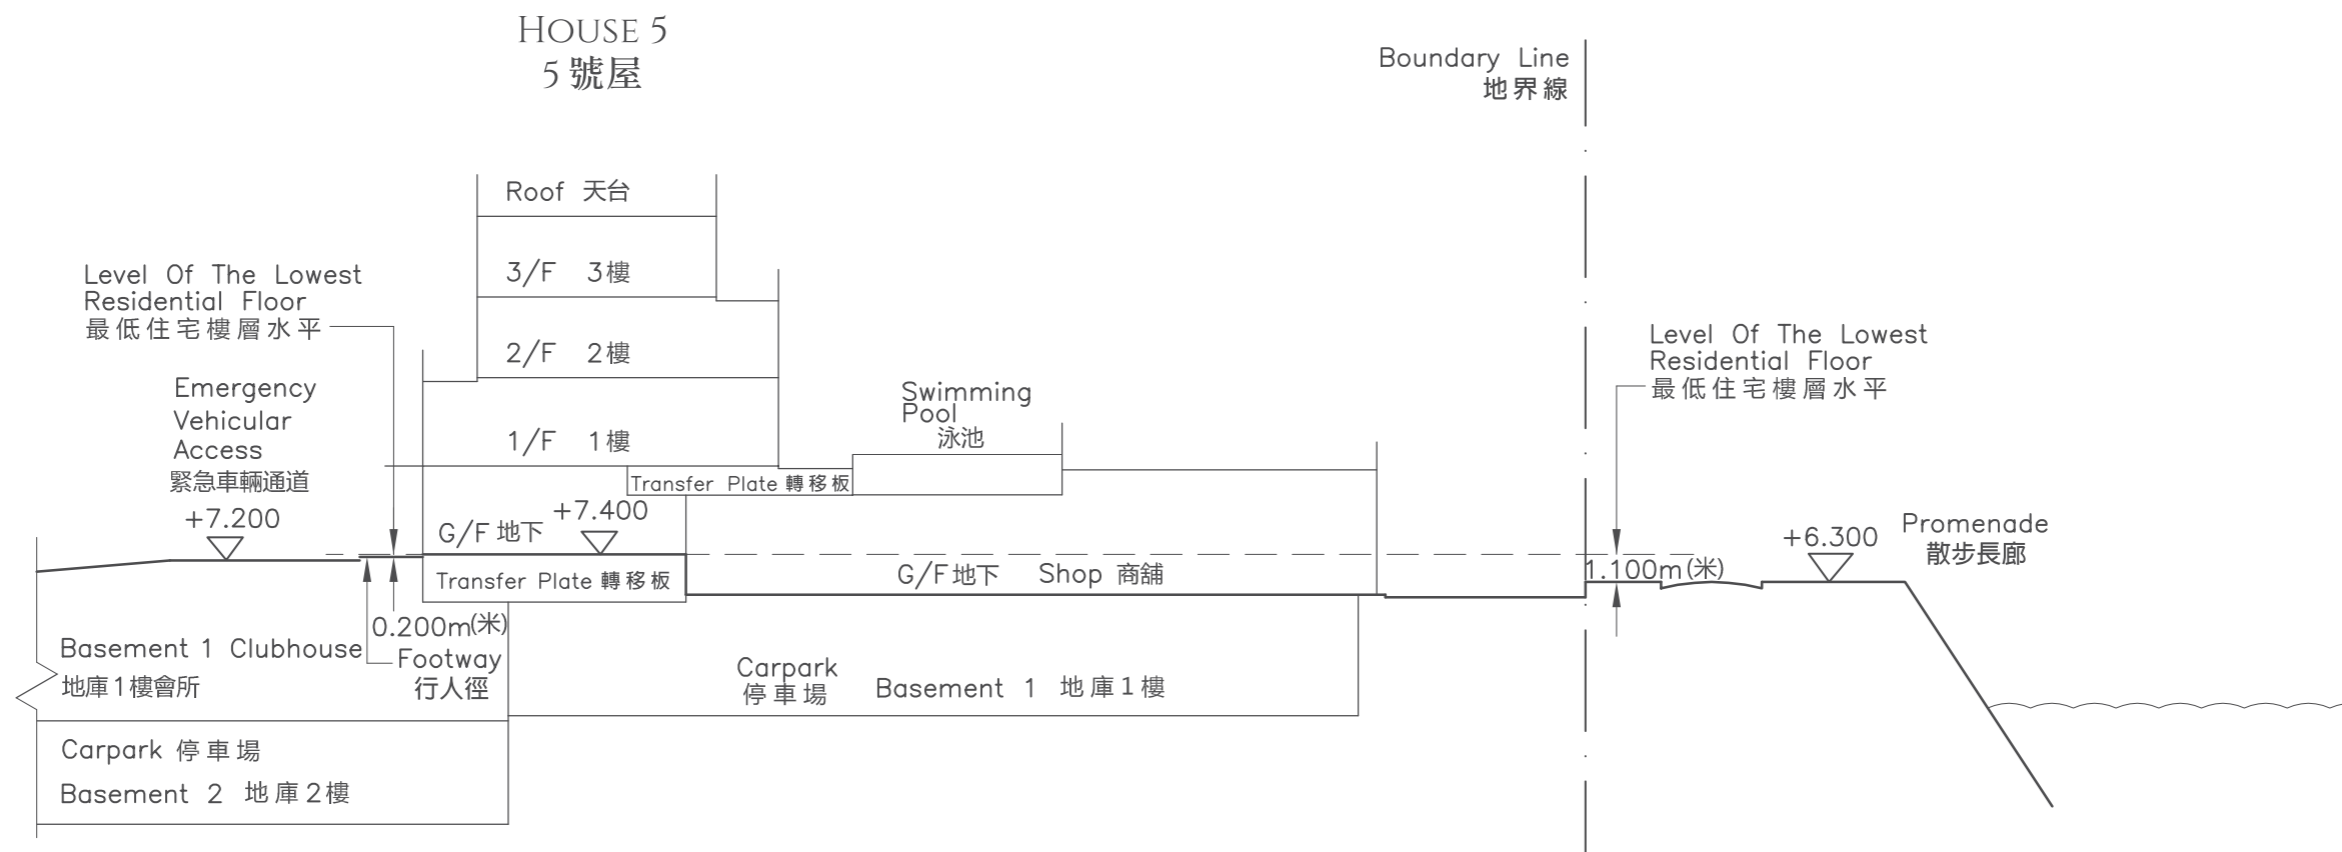 HOUSE 5
5 號屋
Boundary Line
地界線
Roof 天台
3/F 3樓
2/F 2樓
1/F 1樓
Level Of The Lowest
Residential Floor
最低住宅樓層水平
Emergency
Vehicular
Access
緊急車輛通道
+7.200
Swimming
Pool
泳池
Transfer Plate 轉移板
G/F 地下
+7.400
Transfer Plate 轉移板
G/F 地下 Shop 商舖
Level Of The Lowest
Residential Floor
最低住宅樓層水平
1.100m(米)
+6.300
Promenade
散步長廊
0.200m(米)
Footway
行人徑
Basement 1 Clubhouse
地庫1樓會所
Carpark
停車場
Basement 1 地庫1樓
Carpark 停車場
Basement 2 地庫2樓